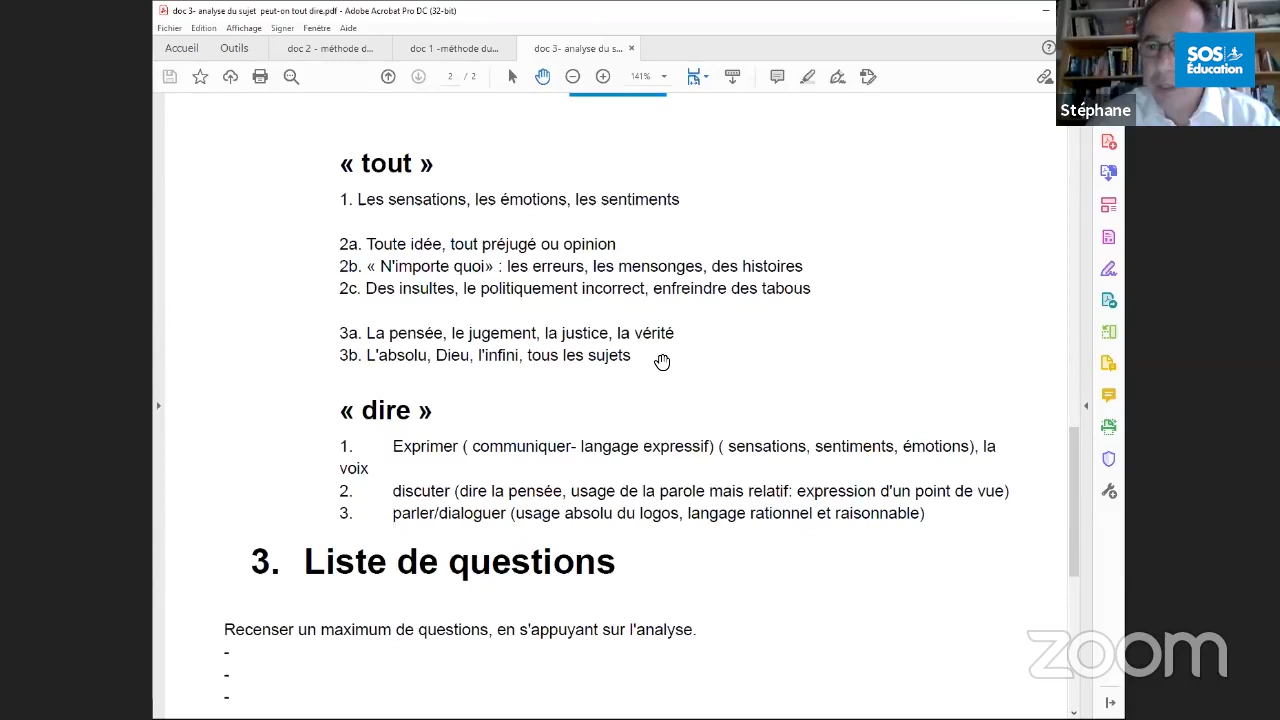 doc 3- analyse du sujet peut-on tout dire.pdf - Adobe Acrobat Pro DC (32-bit)
Fichier Edition Affichage Signer Fenêtre Aide
Accueil Outils doc 2 - méthode d... doc 1 -méthode du... doc 3- analyse du s... ×
2 / 2 141%
SOS Éducation
Stéphane
« tout »
1. Les sensations, les émotions, les sentiments
2a. Toute idée, tout préjugé ou opinion
2b. « N'importe quoi» : les erreurs, les mensonges, des histoires
2c. Des insultes, le politiquement incorrect, enfreindre des tabous
3a. La pensée, le jugement, la justice, la vérité
3b. L'absolu, Dieu, l'infini, tous les sujets
« dire »
1. Exprimer ( communiquer- langage expressif) ( sensations, sentiments, émotions), la
voix
2. discuter (dire la pensée, usage de la parole mais relatif: expression d'un point de vue)
3. parler/dialoguer (usage absolu du logos, langage rationnel et raisonnable)
3. Liste de questions
Recenser un maximum de questions, en s'appuyant sur l'analyse.
-
-
-
zoom